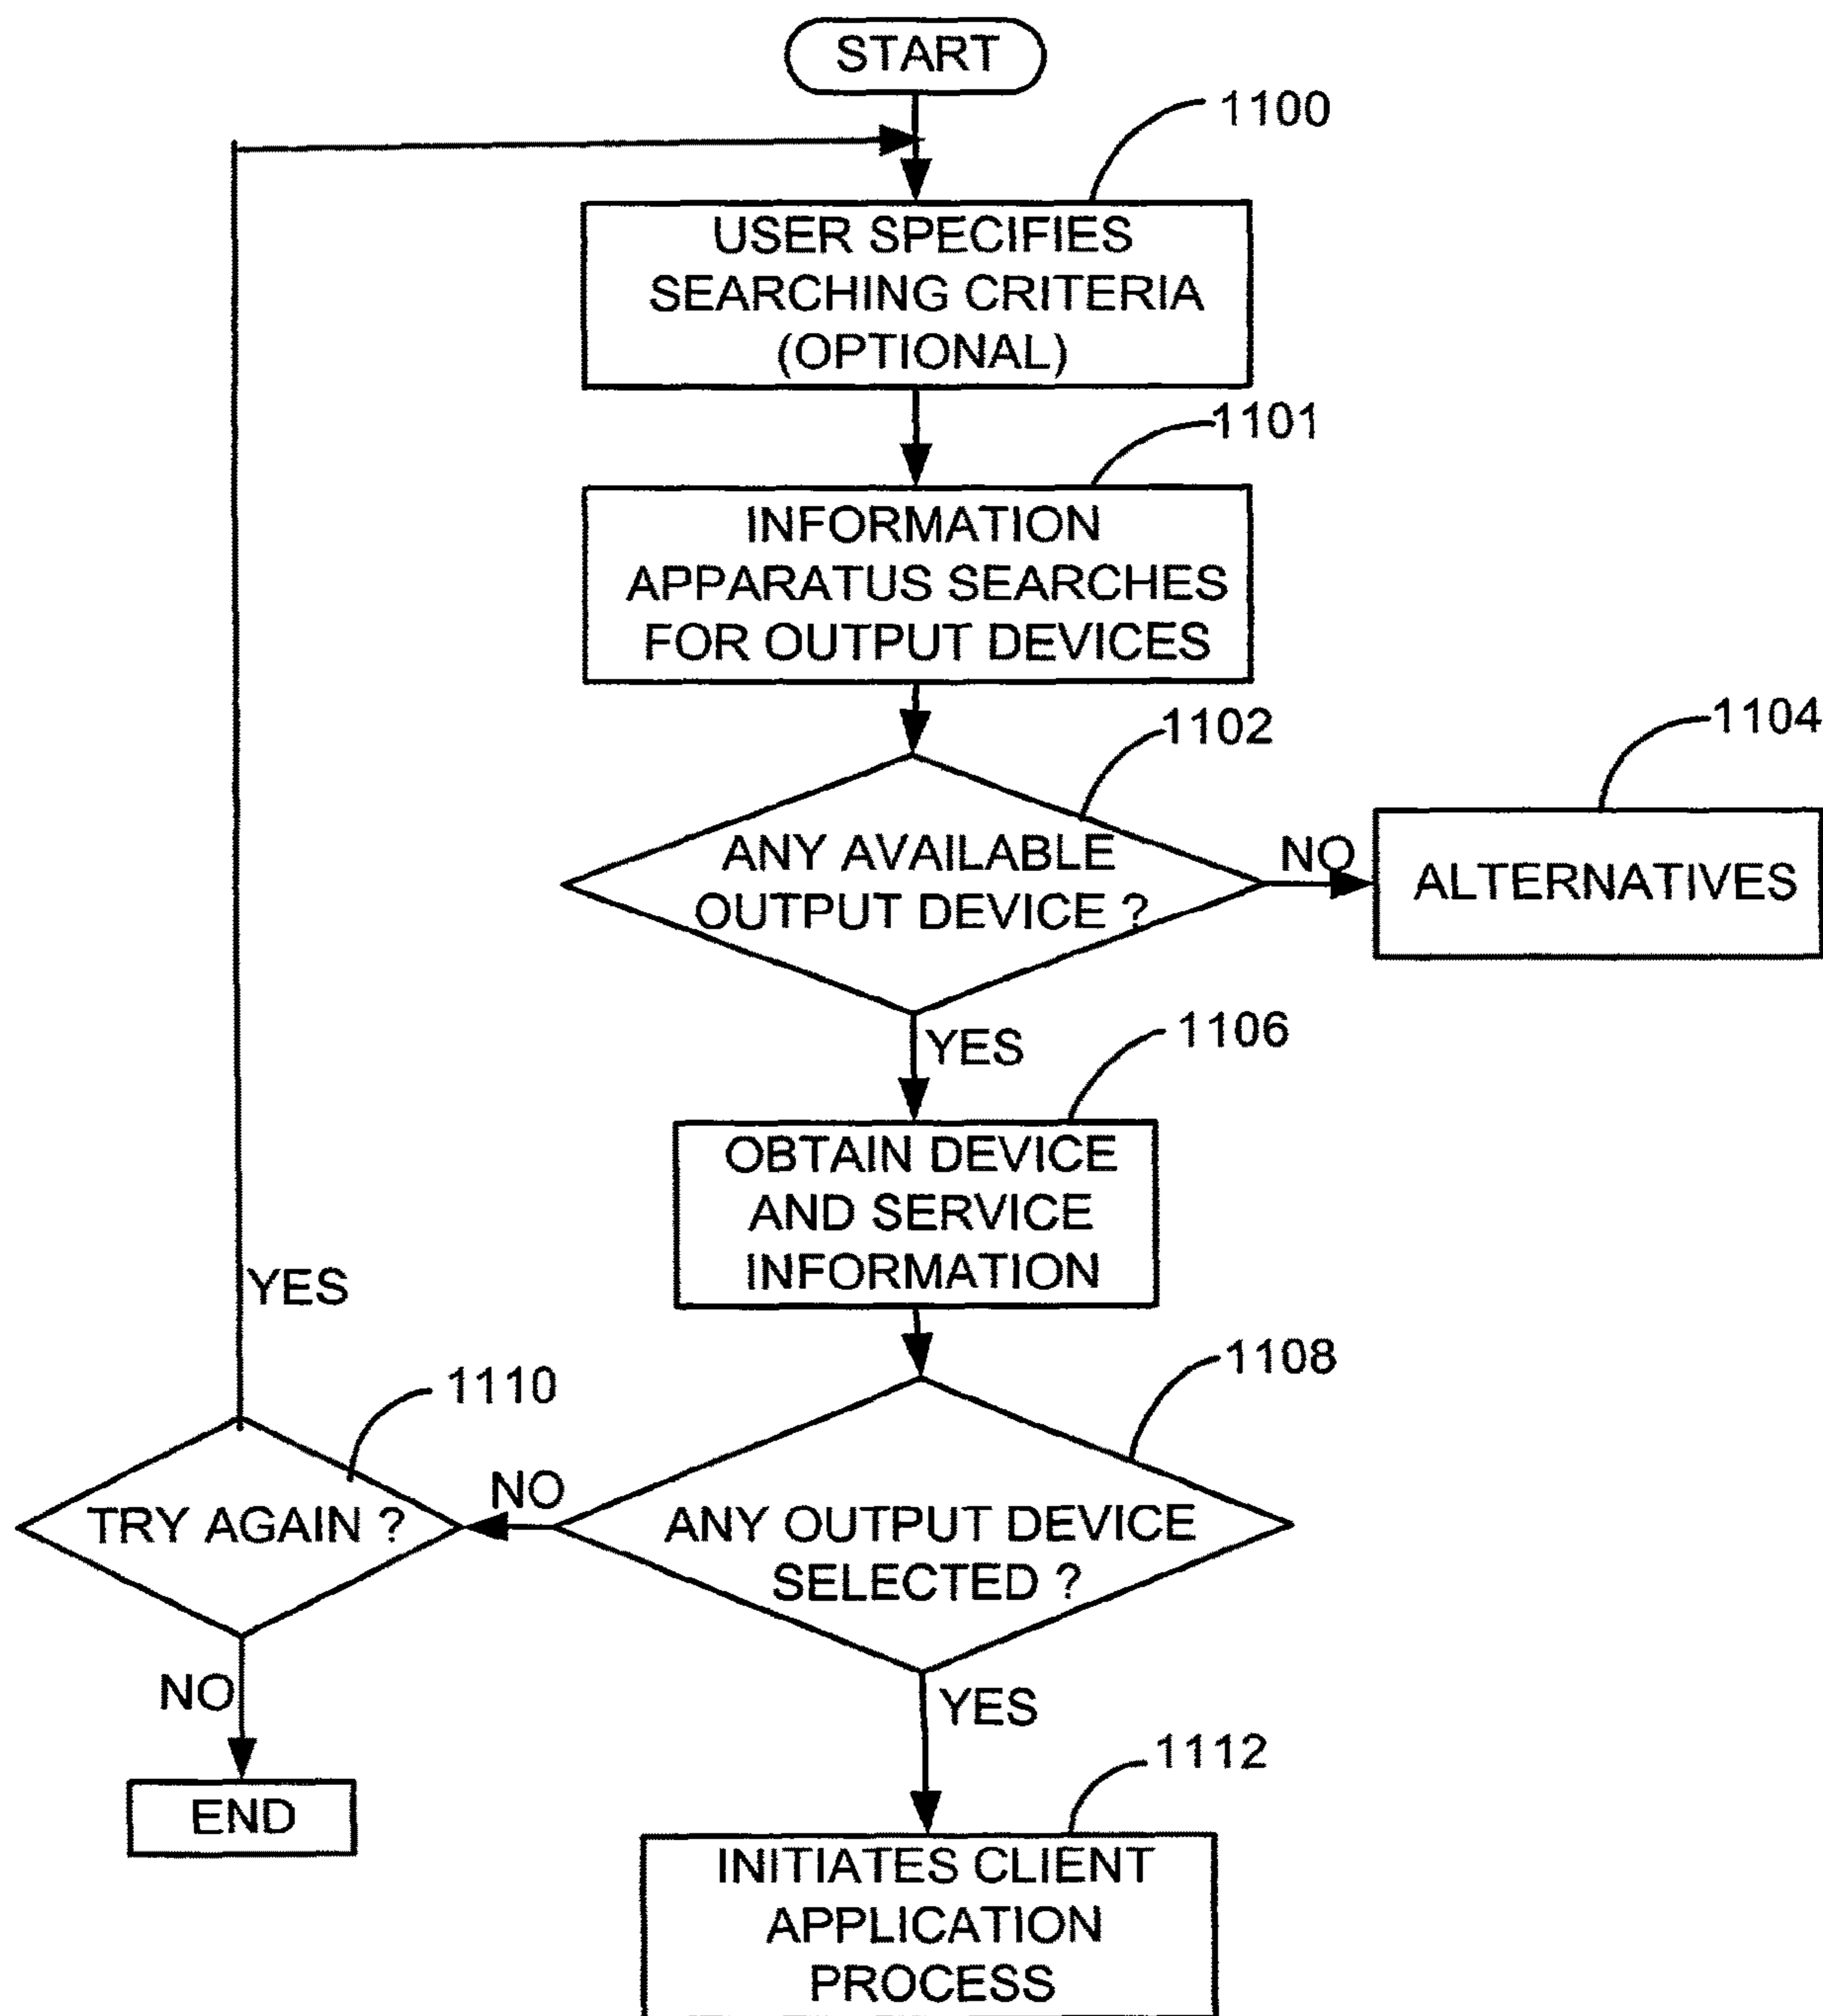 START
1100
USER SPECIFIES
SEARCHING CRITERIA
(OPTIONAL)
1101
INFORMATION
APPARATUS SEARCHES
FOR OUTPUT DEVICES
1102
1104
ANY AVAILABLE
OUTPUT DEVICE ?
NO
ALTERNATIVES
YES
1106
OBTAIN DEVICE
AND SERVICE
INFORMATION
YES
1108
1110
ANY OUTPUT DEVICE
SELECTED ?
NO
TRY AGAIN ?
NO
END
YES
1112
INITIATES CLIENT
APPLICATION
PROCESS